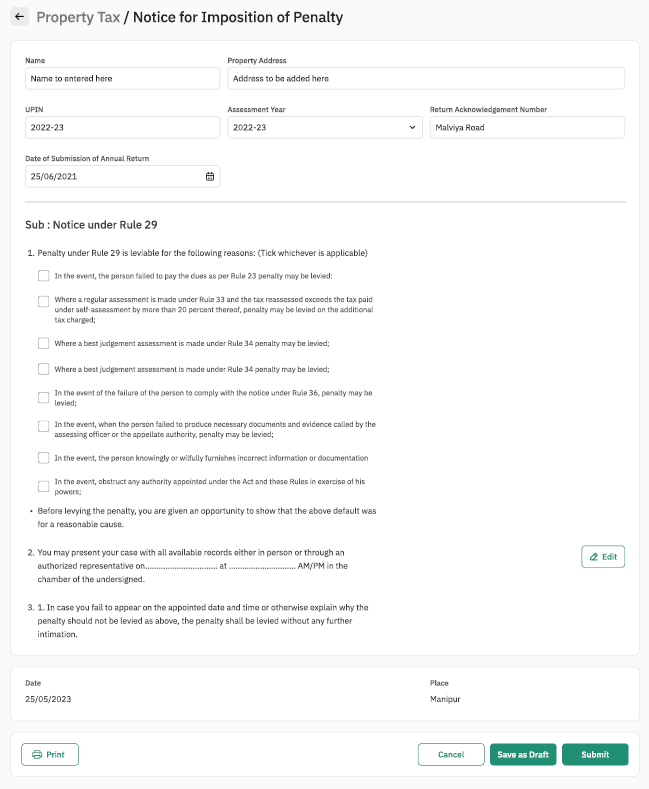 Property Tax / Notice for Imposition of Penalty
Name
Property Address
Name to entered here
Address to be added here
UPIN
Assessment Year
Return Acknowledgement Number
2022-23
2022-23
Malviya Road
Date of Submission of Annual Return
25/06/2021
Sub : Notice under Rule 29
1. Penalty under Rule 29 is leviable for the following reasons: (Tick whichever is applicable)
In the event, the person failed to pay the dues as per Rule 23 penalty may be levied;
Where a regular assessment is made under Rule 33 and the tax reassessed exceeds the tax paid
under self-assessment by more than 20 percent thereof, penalty may be levied on the additional
tax charged;
Where a best judgement assessment is made under Rule 34 penalty may be levied;
Where a best judgement assessment is made under Rule 34 penalty may be levied;
In the event of the failure of the person to comply with the notice under Rule 36, penalty may be
levied;
In the event, when the person failed to produce necessary documents and evidence called by the
assessing officer or the appellate authority, penalty may be levied;
In the event, the person knowingly or wilfully furnishes incorrect information or documentation
In the event, obstruct any authority appointed under the Act and these Rules in exercise of his
powers;
• Before levying the penalty, you are given an opportunity to show that the above default was
for a reasonable cause.
2. You may present your case with all available records either in person or through an
authorized representative on.................................. at ................................ AM/PM in the
chamber of the undersigned.
Edit
3. 1. In case you fail to appear on the appointed date and time or otherwise explain why the
penalty should not be levied as above, the penalty shall be levied without any further
intimation.
Date
Place
25/05/2023
Manipur
Print
Cancel
Save as Draft
Submit